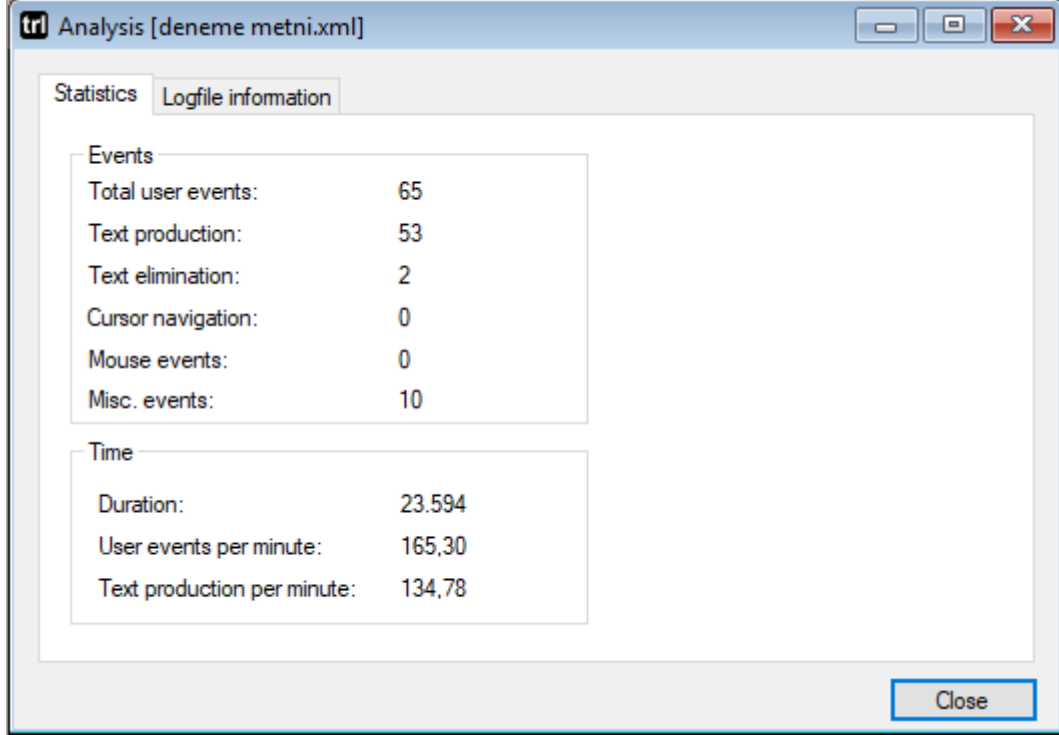 trl Analysis [deneme metni.xml]
Statistics Logfile information
Events
Total user events: 65
Text production: 53
Text elimination: 2
Cursor navigation: 0
Mouse events: 0
Misc. events: 10
Time
Duration: 23.594
User events per minute: 165,30
Text production per minute: 134,78
Close